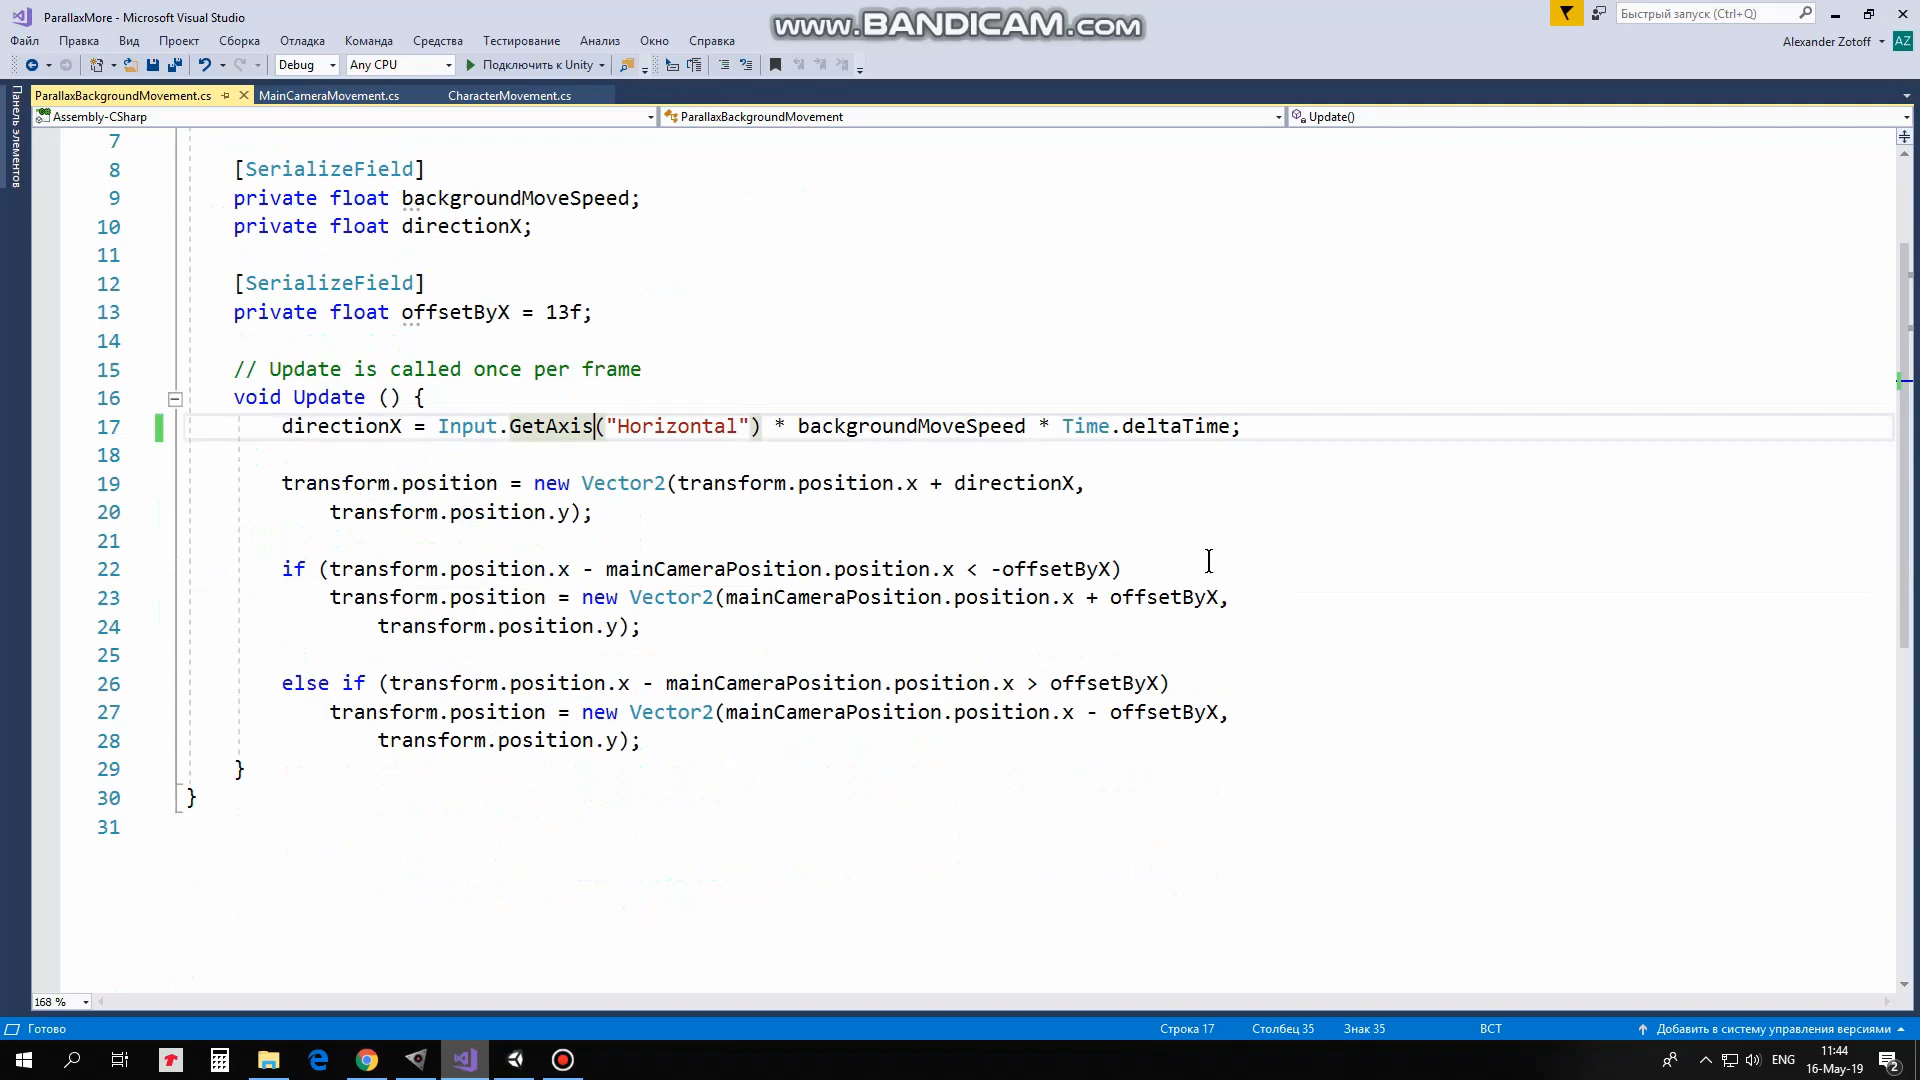 ParallaxMore - Microsoft Visual Studio
www.BANDICAM.com
Быстрый запуск (Ctrl+Q)
Файл Правка Вид Проект Сборка Отладка Команда Средства Тестирование Анализ Окно Справка
Alexander Zotoff AZ
Debug Any CPU Подключить к Unity
Панель элементов
ParallaxBackgroundMovement.cs MainCameraMovement.cs CharacterMovement.cs
Assembly-CSharp ParallaxBackgroundMovement Update()
7
8 [SerializeField]
9 private float backgroundMoveSpeed;
10 private float directionX;
11
12 [SerializeField]
13 private float offsetByX = 13f;
14
15 // Update is called once per frame
16 void Update () {
17 directionX = Input.GetAxis("Horizontal") * backgroundMoveSpeed * Time.deltaTime;
18
19 transform.position = new Vector2(transform.position.x + directionX,
20 transform.position.y);
21
22 if (transform.position.x - mainCameraPosition.position.x < -offsetByX)
23 transform.position = new Vector2(mainCameraPosition.position.x + offsetByX,
24 transform.position.y);
25
26 else if (transform.position.x - mainCameraPosition.position.x > offsetByX)
27 transform.position = new Vector2(mainCameraPosition.position.x - offsetByX,
28 transform.position.y);
29 }
30 }
31
168 %
Готово Строка 17 Столбец 35 Знак 35 ВСТ Добавить в систему управления версиями
ENG 11:44
16-May-19 2